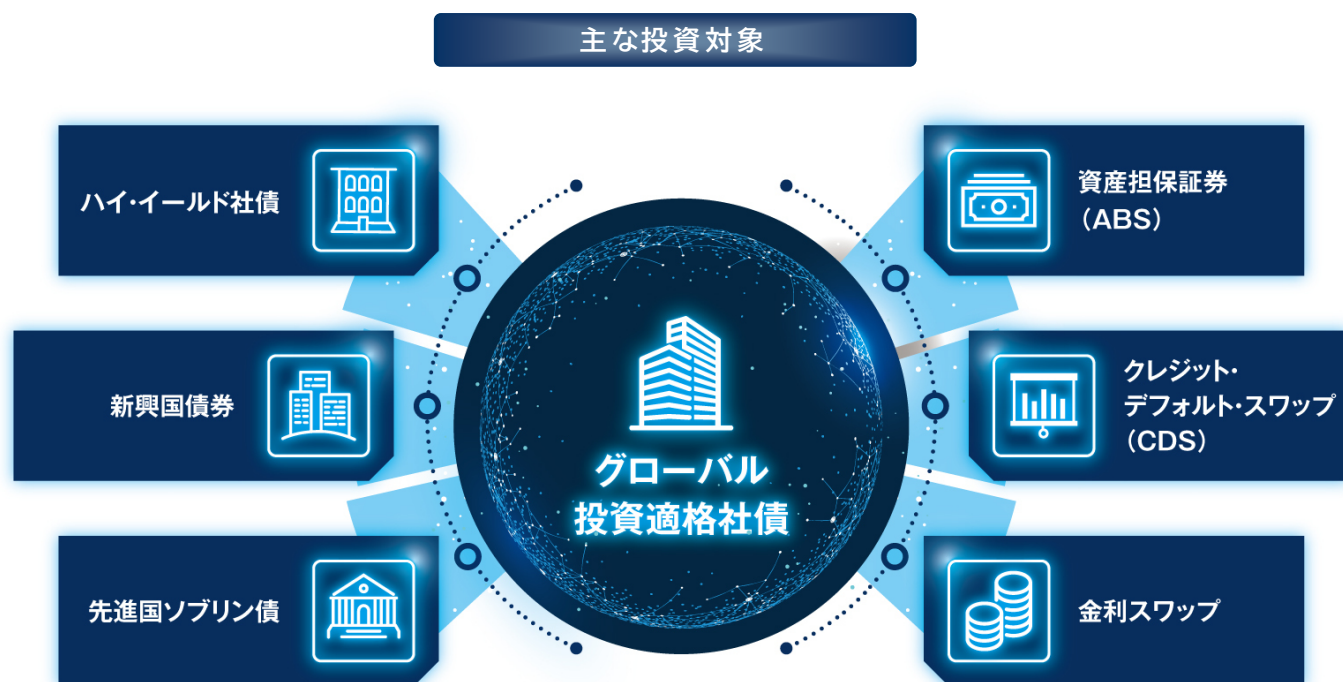 主な投資対象
ハイ・イールド社債
新興国債券
先進国ソブリン債
グローバル
投資適格社債
資産担保証券
（ABS）
クレジット・
デフォルト・スワップ
（CDS）
金利スワップ